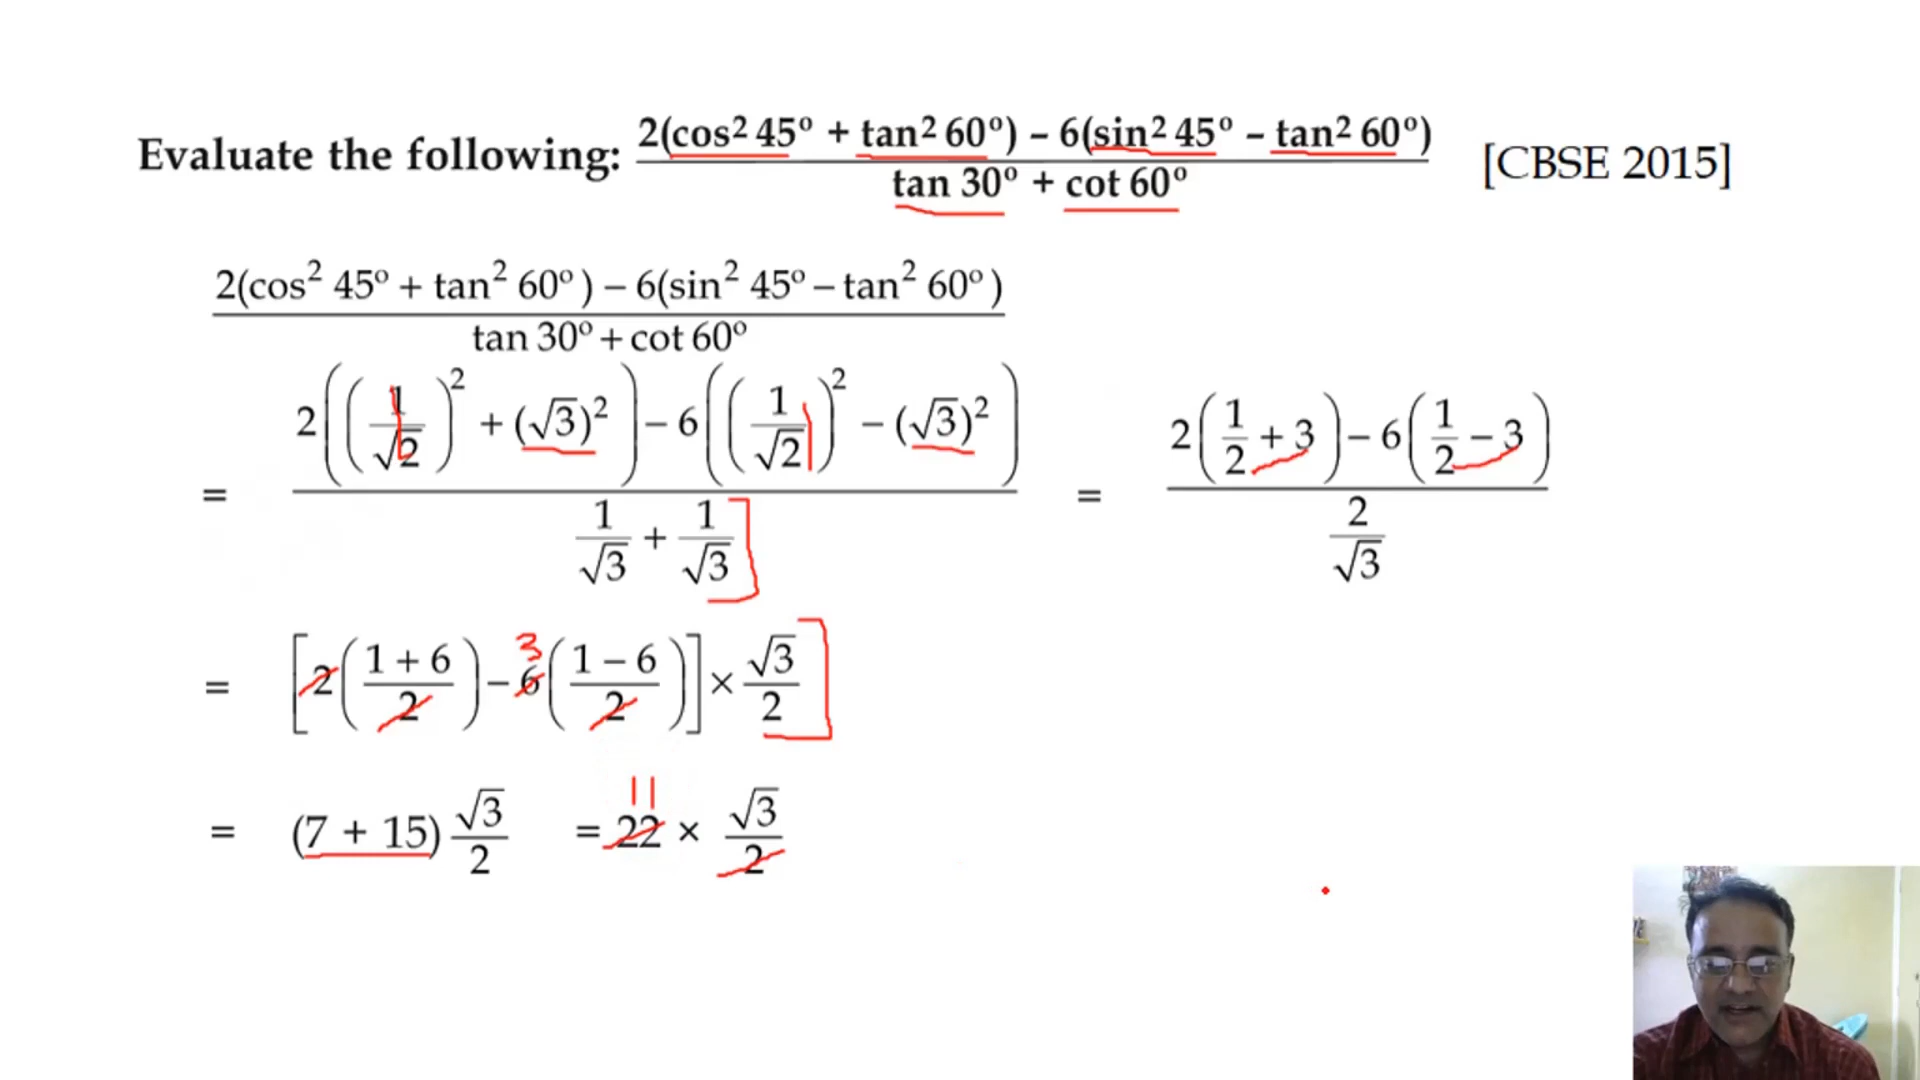 Evaluate the following: 2(cos² 45° + tan² 60°) – 6(sin² 45° – tan² 60°) / tan 30° + cot 60° [CBSE 2015]
2(cos² 45° + tan² 60°) – 6(sin² 45° – tan² 60°) / tan 30° + cot 60°
= 2((1/√2)² + (√3)²) – 6((1/√2)² – (√3)²) / 1/√3 + 1/√3 = 2(1/2 + 3) – 6(1/2 – 3) / 2/√3
3
= [2(1 + 6 / 2) – 6(1 – 6 / 2)] × √3/2
11
= (7 + 15) √3/2 = 22 × √3/2